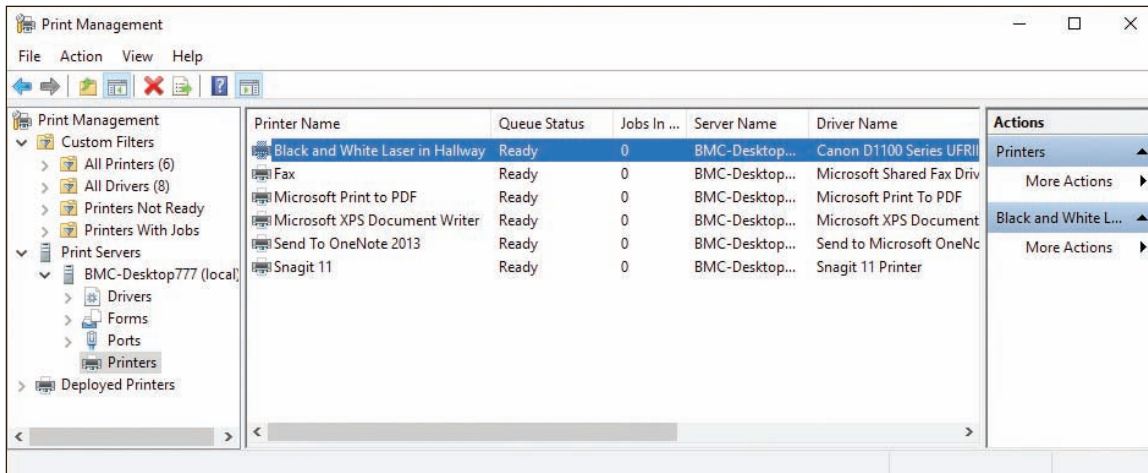 Print Management
File Action View Help
Print Management
Custom Filters
All Printers (6)
All Drivers (8)
Printers Not Ready
Printers With Jobs
Print Servers
BMC-Desktop777 (local)
Drivers
Forms
Ports
Printers
Deployed Printers
Printer Name Queue Status Jobs In ... Server Name Driver Name
Black and White Laser in Hallway Ready 0 BMC-Desktop... Canon D1100 Series UFRII
Fax Ready 0 BMC-Desktop... Microsoft Shared Fax Driv
Microsoft Print to PDF Ready 0 BMC-Desktop... Microsoft Print To PDF
Microsoft XPS Document Writer Ready 0 BMC-Desktop... Microsoft XPS Document
Send To OneNote 2013 Ready 0 BMC-Desktop... Send to Microsoft OneNo
Snagit 11 Ready 0 BMC-Desktop... Snagit 11 Printer
Actions
Printers
More Actions
Black and White L...
More Actions